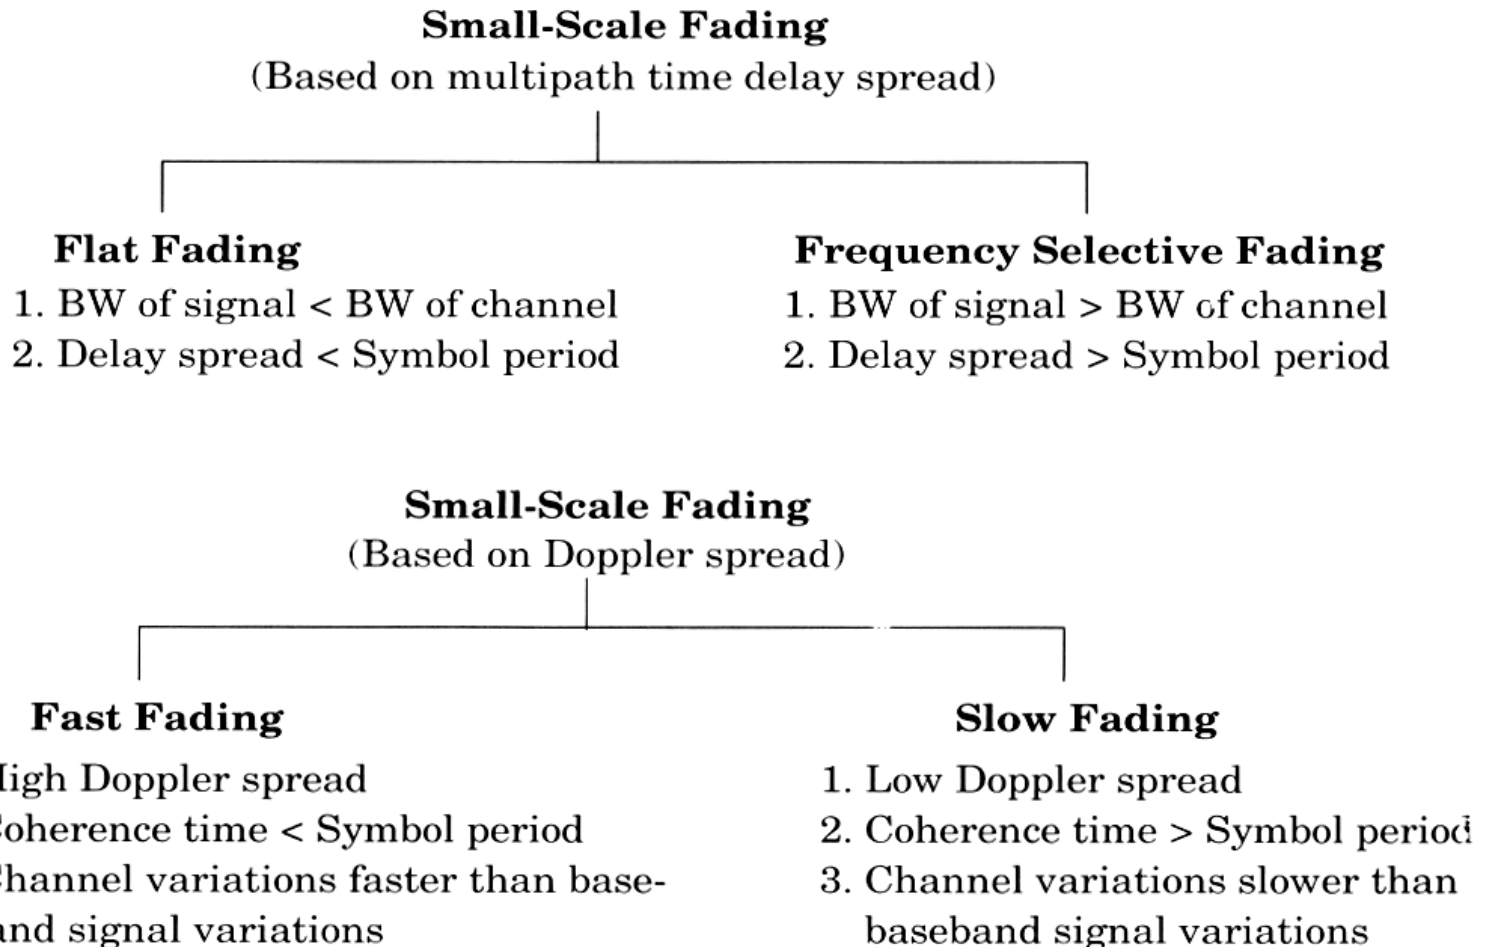 Small-Scale Fading
(Based on multipath time delay spread)
Flat Fading
1. BW of signal < BW of channel
2. Delay spread < Symbol period
Frequency Selective Fading
1. BW of signal > BW of channel
2. Delay spread > Symbol period
Small-Scale Fading
(Based on Doppler spread)
Fast Fading
High Doppler spread
Coherence time < Symbol period
Channel variations faster than base-
and signal variations
Slow Fading
1. Low Doppler spread
2. Coherence time > Symbol period
3. Channel variations slower than
baseband signal variations